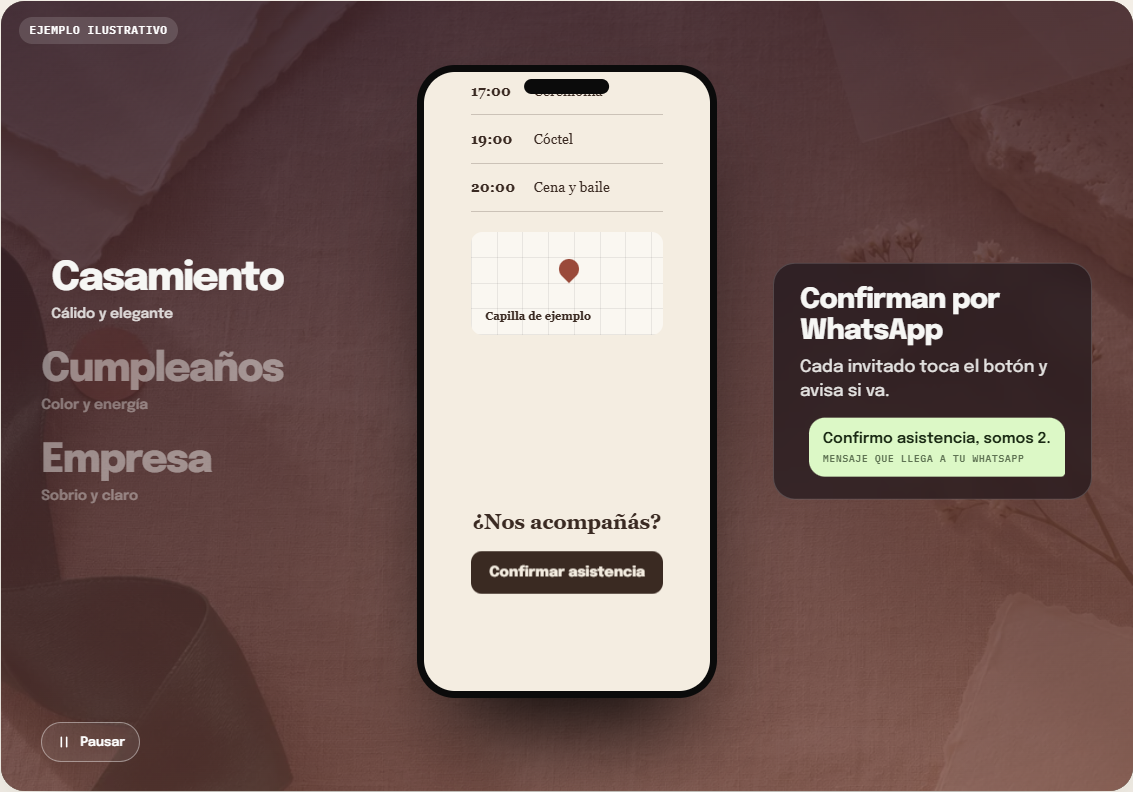 EJEMPLO ILUSTRATIVO
Casamiento
Cálido y elegante
Cumpleaños
Color y energía
Empresa
Sobrio y claro
Pausar
17:00
19:00 Cóctel
20:00 Cena y baile
Capilla de ejemplo
¿Nos acompañás?
Confirmar asistencia
Confirman por
WhatsApp
Cada invitado toca el botón y
avisa si va.
Confirmo asistencia, somos 2.
MENSAJE QUE LLEGA A TU WHATSAPP